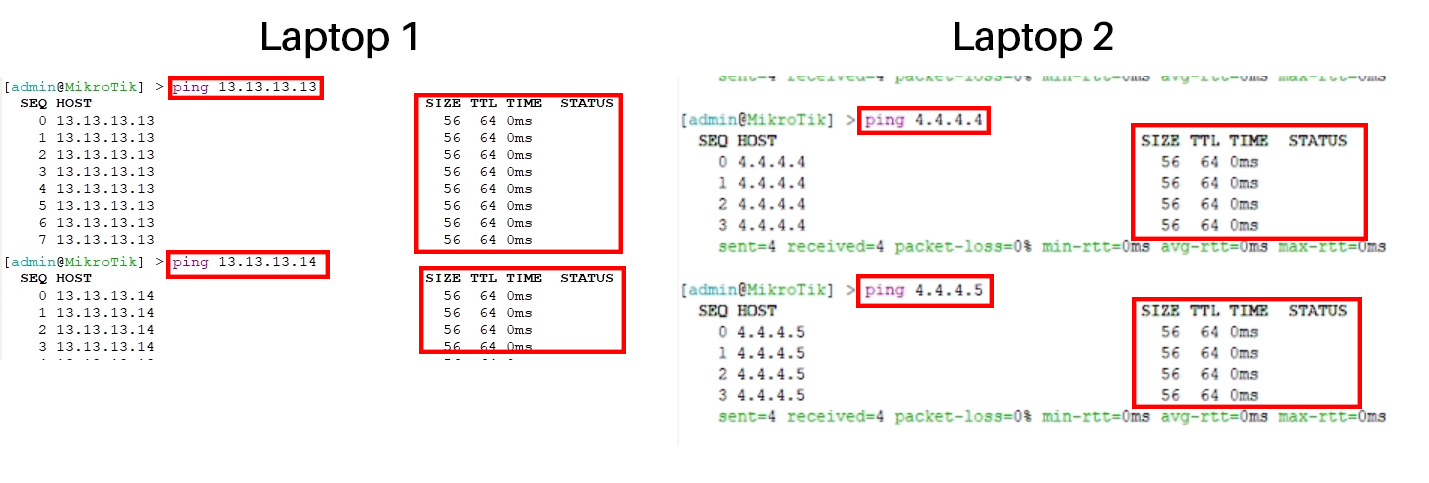 Laptop 1
[admin@MikroTik] > ping 13.13.13.13
SEQ HOST SIZE TTL TIME STATUS
0 13.13.13.13 56 64 0ms
1 13.13.13.13 56 64 0ms
2 13.13.13.13 56 64 0ms
3 13.13.13.13 56 64 0ms
4 13.13.13.13 56 64 0ms
5 13.13.13.13 56 64 0ms
6 13.13.13.13 56 64 0ms
7 13.13.13.13 56 64 0ms
[admin@MikroTik] > ping 13.13.13.14
SEQ HOST SIZE TTL TIME STATUS
0 13.13.13.14 56 64 0ms
1 13.13.13.14 56 64 0ms
2 13.13.13.14 56 64 0ms
3 13.13.13.14 56 64 0ms
Laptop 2
sent=4 received=4 packet-loss=0% min-rtt=0ms avg-rtt=0ms max-rtt=0ms
[admin@MikroTik] > ping 4.4.4.4
SEQ HOST SIZE TTL TIME STATUS
0 4.4.4.4 56 64 0ms
1 4.4.4.4 56 64 0ms
2 4.4.4.4 56 64 0ms
3 4.4.4.4 56 64 0ms
sent=4 received=4 packet-loss=0% min-rtt=0ms avg-rtt=0ms max-rtt=0ms
[admin@MikroTik] > ping 4.4.4.5
SEQ HOST SIZE TTL TIME STATUS
0 4.4.4.5 56 64 0ms
1 4.4.4.5 56 64 0ms
2 4.4.4.5 56 64 0ms
3 4.4.4.5 56 64 0ms
sent=4 received=4 packet-loss=0% min-rtt=0ms avg-rtt=0ms max-rtt=0ms